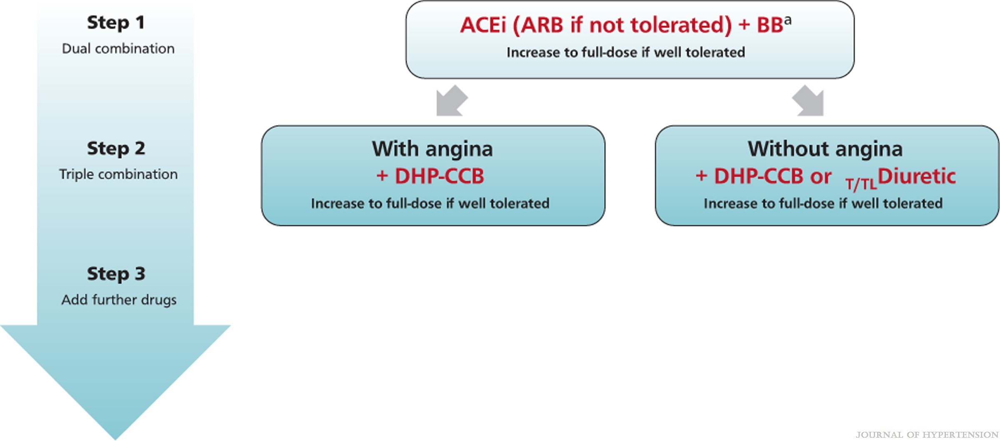 Step 1
Dual combination
ACEi (ARB if not tolerated) + BBa
Increase to full-dose if well tolerated
Step 2
Triple combination
With angina
+ DHP-CCB
Increase to full-dose if well tolerated
Without angina
+ DHP-CCB or T/TLDiuretic
Increase to full-dose if well tolerated
Step 3
Add further drugs
JOURNAL OF HYPERTENSION